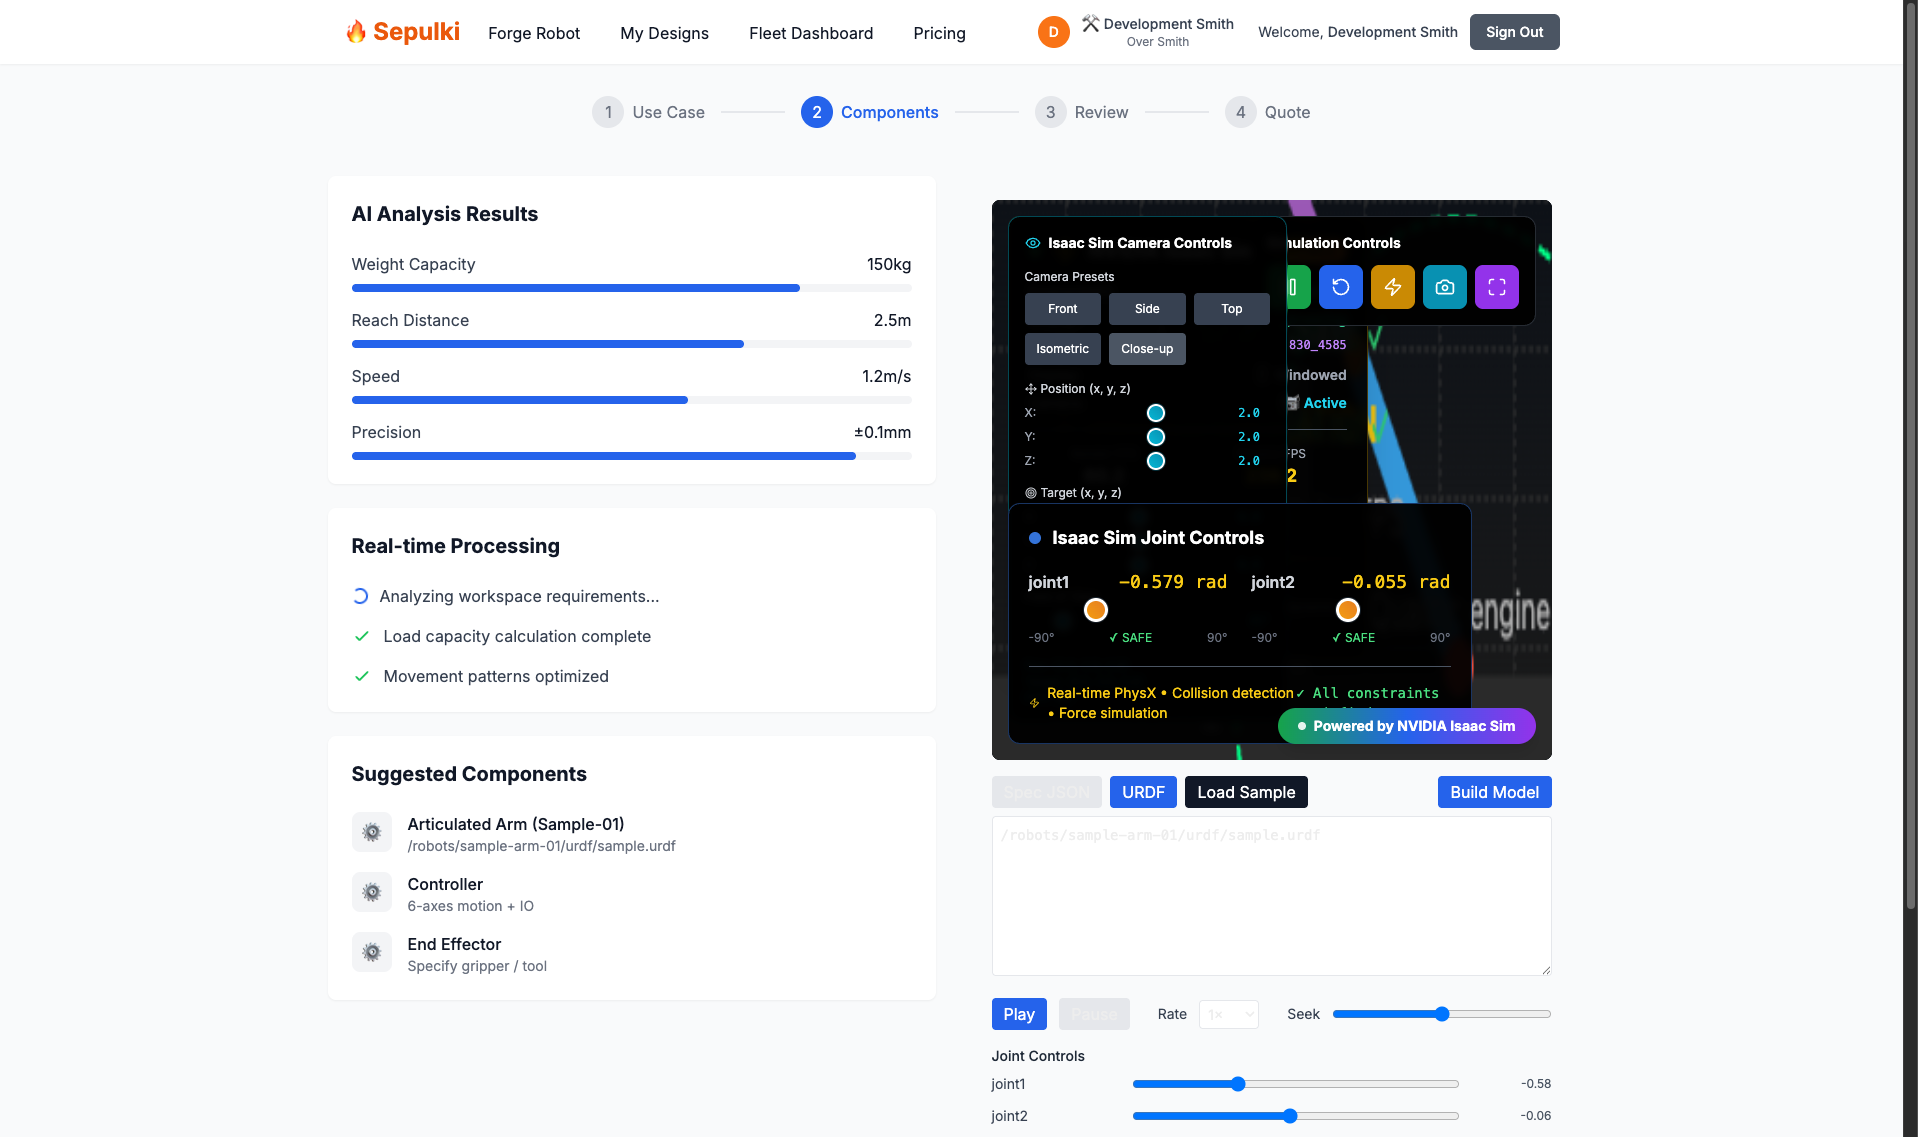 🔥 Sepulki
Forge Robot
My Designs
Fleet Dashboard
Pricing
D
⚒️ Development Smith
Over Smith
Welcome, Development Smith
Sign Out
1 Use Case
2 Components
3 Review
4 Quote
AI Analysis Results
Weight Capacity 150kg
Reach Distance 2.5m
Speed 1.2m/s
Precision ±0.1mm
Real-time Processing
Analyzing workspace requirements...
Load capacity calculation complete
Movement patterns optimized
Suggested Components
Articulated Arm (Sample-01)
/robots/sample-arm-01/urdf/sample.urdf
Controller
6-axes motion + IO
End Effector
Specify gripper / tool
Isaac Sim Camera Controls
Camera Presets
Front Side Top
Isometric Close-up
Position (x, y, z)
X: 2.0
Y: 2.0
Z: 2.0
Target (x, y, z)
Controls
830_4585
Active
2
Isaac Sim Joint Controls
joint1 -0.579 rad
-90° ✓ SAFE 90°
joint2 -0.055 rad
-90° ✓ SAFE 90°
Real-time PhysX • Collision detection
• Force simulation
✓ All constraints
Powered by NVIDIA Isaac Sim
engine
Spec JSON
URDF
Load Sample
Build Model
/robots/sample-arm-01/urdf/sample.urdf
Play
Pause
Rate 1×
Seek
Joint Controls
joint1 -0.58
joint2 -0.06